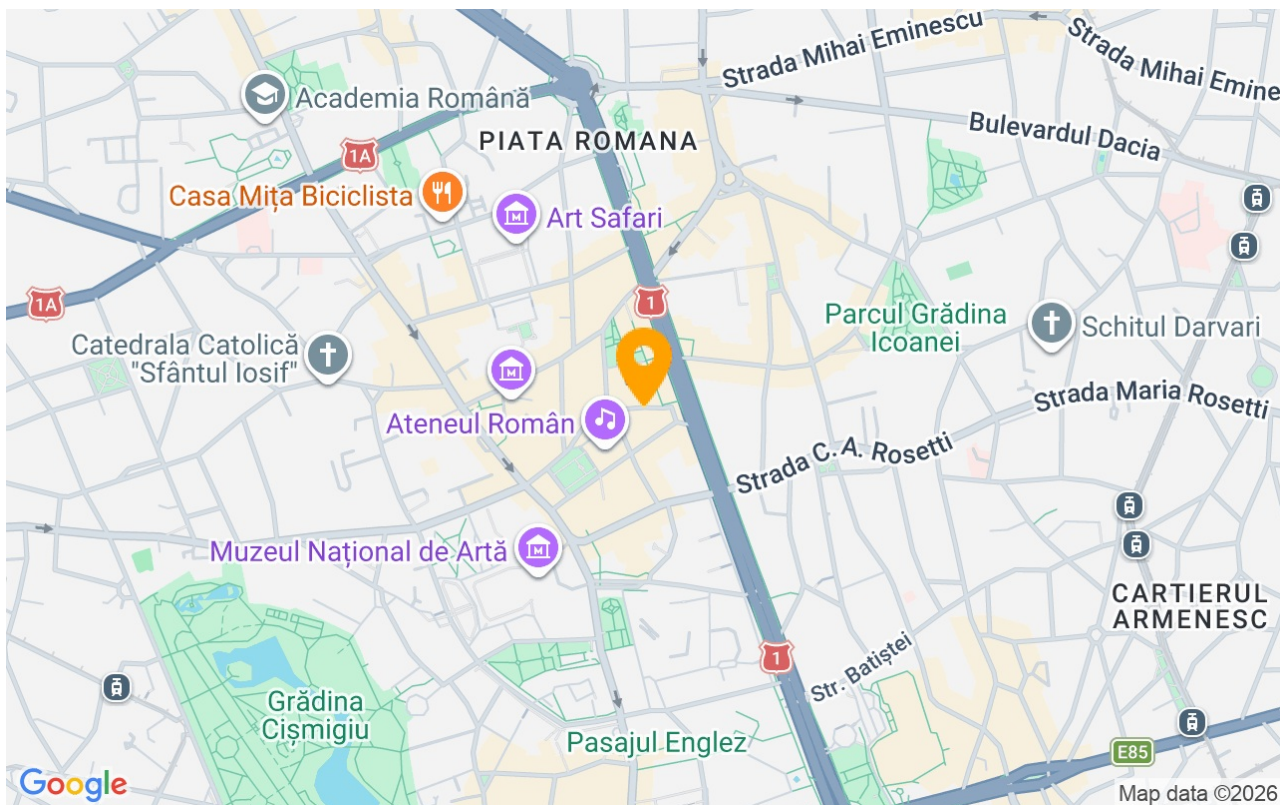 Strada Mihai Eminescu
Strada Mihai Emine
Academia Română
PIATA ROMANA
Bulevardul Dacia
1A
Casa Mița Biciclista
Art Safari
1A
1
Parcul Grădina
Icoanei
Schitul Darvari
Catedrala Catolică
"Sfântul Iosif"
Strada Maria Rosetti
Ateneul Român
Strada C. A. Rosetti
Muzeul Național de Artă
CARTIERUL
ARMENESC
1
Str. Batiștei
Grădina
Cișmigiu
Pasajul Englez
E85
Google
Map data ©2026